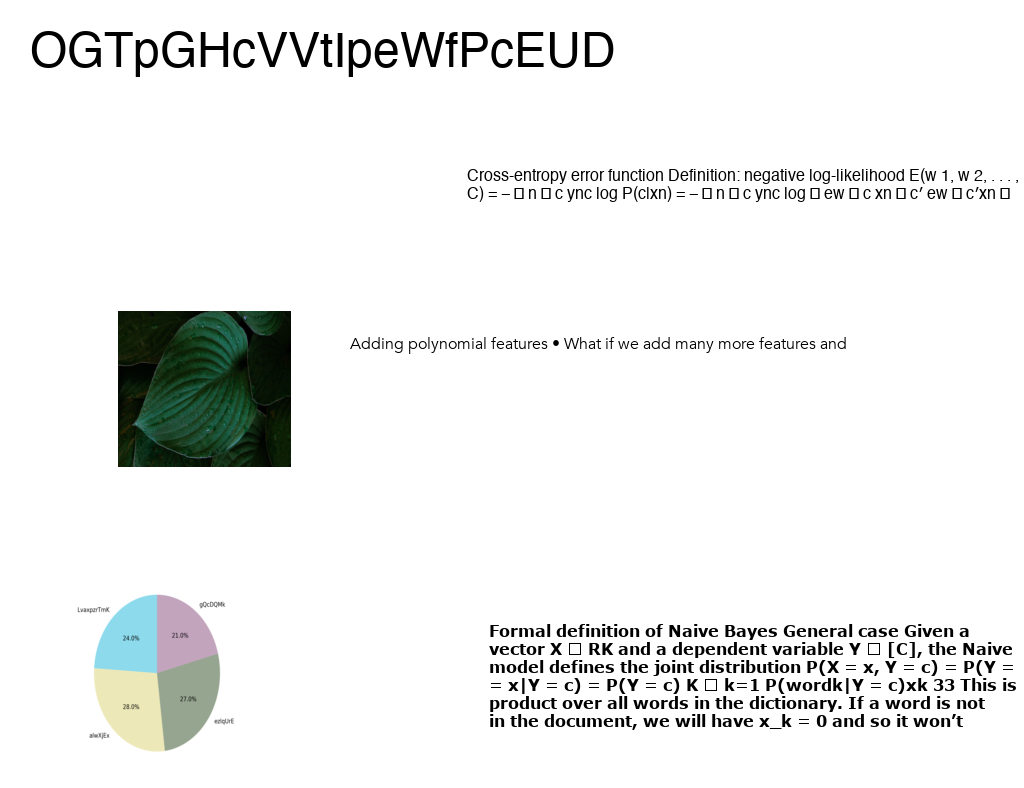 OGTpGHcVVtIpeWfPcEUD
Cross-entropy error function Definition: negative log-likelihood E(w 1, w 2, . . . ,
C) = – □ n □ c ync log P(c|xn) = – □ n □ c ync log □ ew □ c xn □ c′ ew □ c′xn □
Adding polynomial features • What if we add many more features and
LvaxpzrTmK
gQcDQMk
24.0%
21.0%
27.0%
28.0%
ezIqUrE
aIwXjEx
Formal definition of Naive Bayes General case Given a
vector X □ RK and a dependent variable Y □ [C], the Naive
model defines the joint distribution P(X = x, Y = c) = P(Y =
= x|Y = c) = P(Y = c) K □ k=1 P(wordk|Y = c)xk 33 This is
product over all words in the dictionary. If a word is not
in the document, we will have x_k = 0 and so it won’t